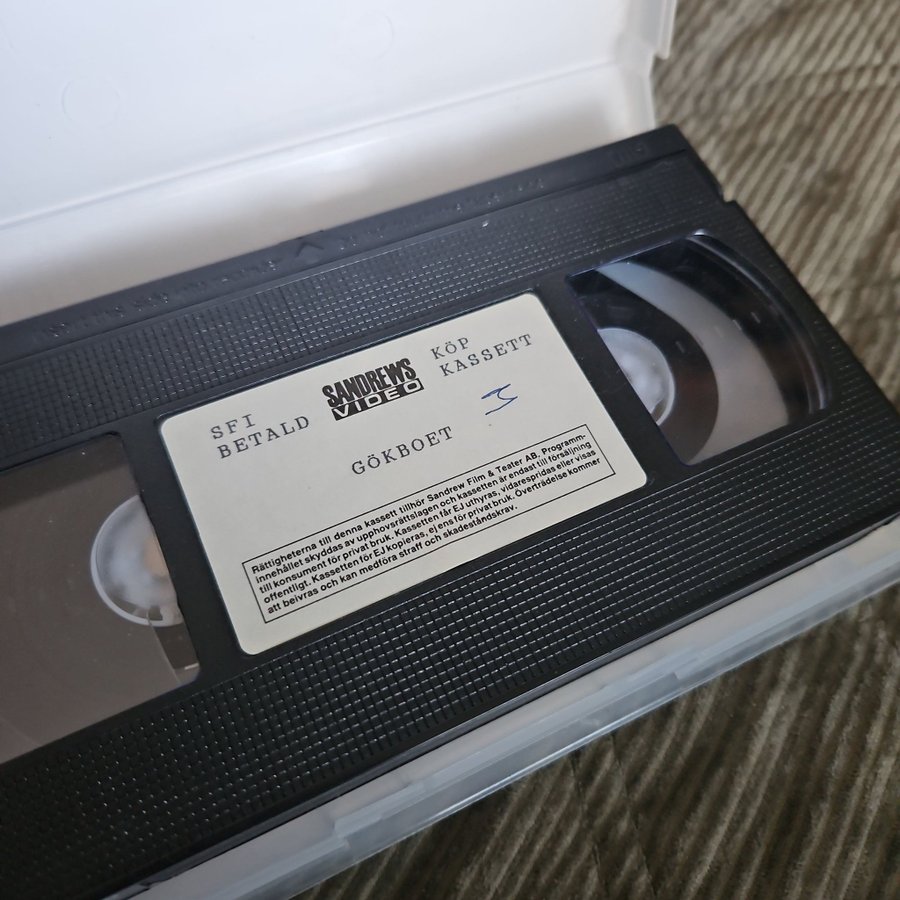 SFI
BETALD
SANDREWS
VIDEO
KÖP
KASSETT
GÖKBOET
Rättigheterna till denna kassett tillhör Sandrew Film & Teater AB. Programm-
innehållet skyddas av upphovsrättslagen och kassetten är endast till försäljning
till konsument för privat bruk. Kassetten får EJ uthyras, vidarespridas eller visas
offentligt. Kassetten för EJ kopieras, ej ens för privat bruk. Överträdelse kommer
att beivras och kan medföra straff och skadeståndskrav.